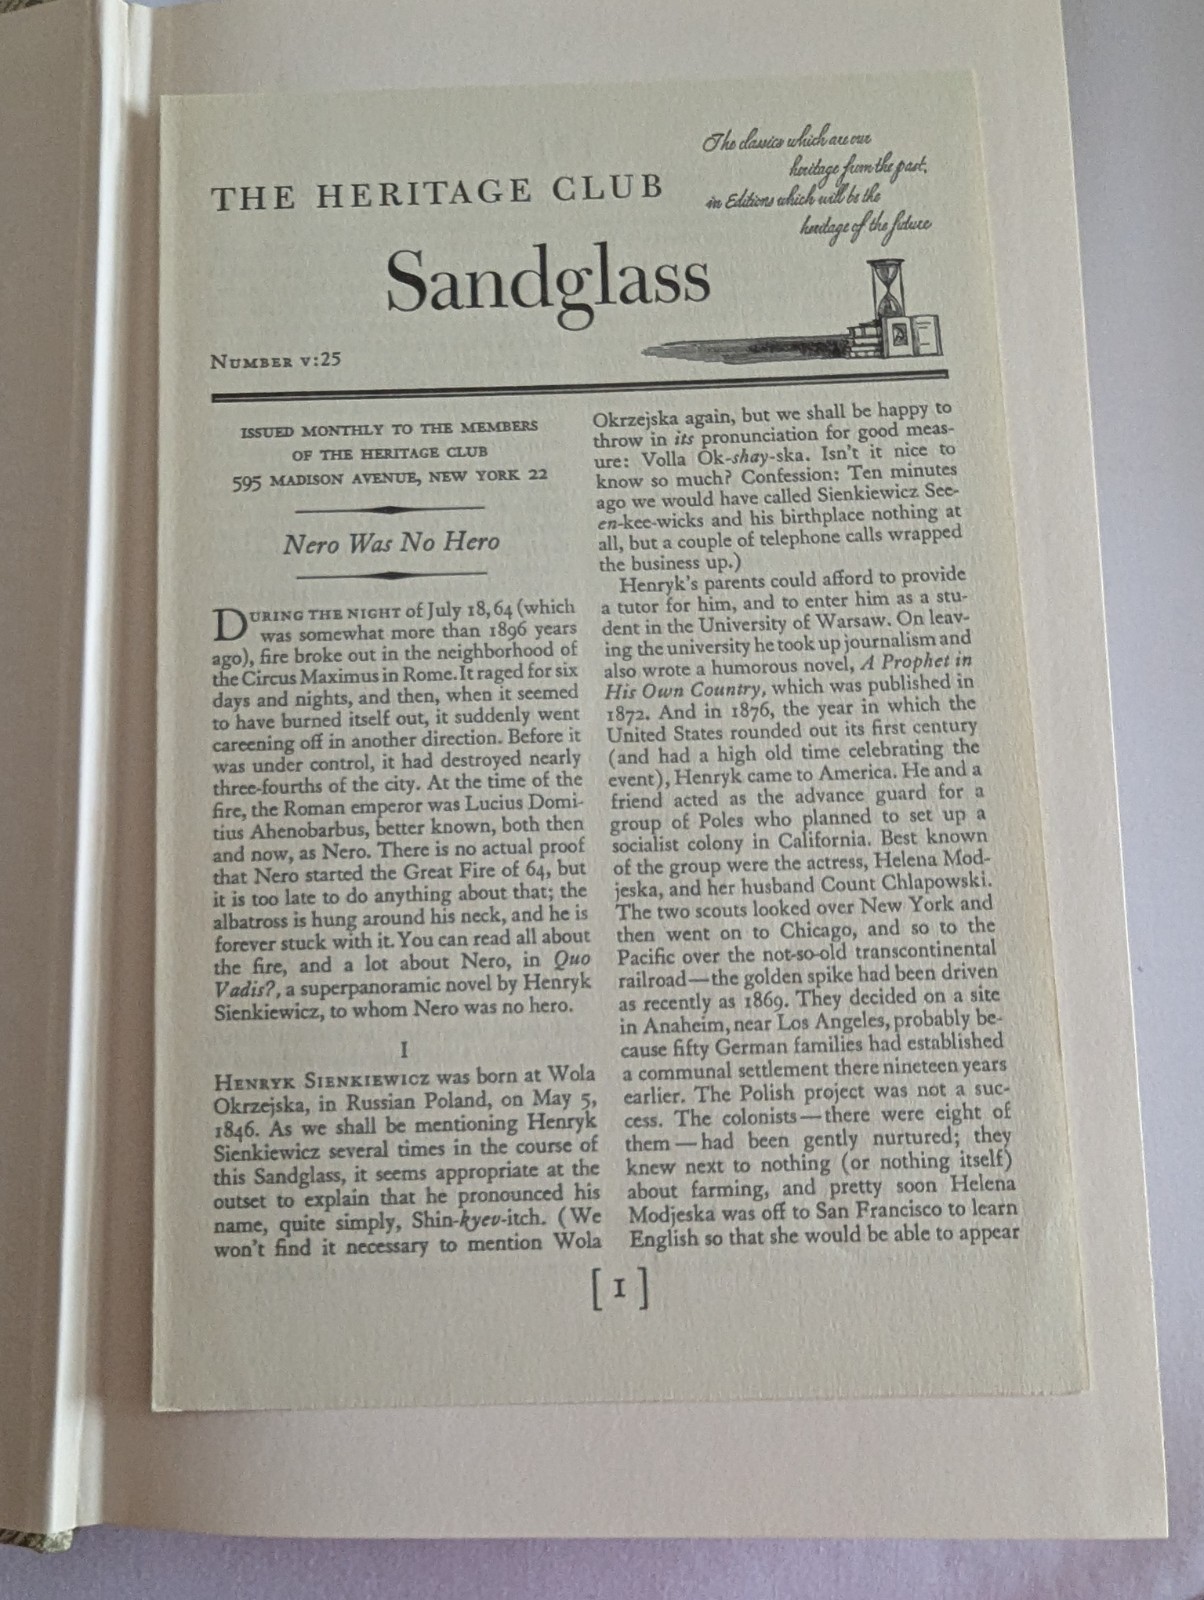 The classics which are our
heritage from the past,
in Editions which will be the
heritage of the future
THE HERITAGE CLUB
Sandglass
NUMBER V:25
ISSUED MONTHLY TO THE MEMBERS
OF THE HERITAGE CLUB
595 MADISON AVENUE, NEW YORK 22
Nero Was No Hero
DURING THE NIGHT of July 18, 64 (which
was somewhat more than 1896 years
ago), fire broke out in the neighborhood of
the Circus Maximus in Rome. It raged for six
days and nights, and then, when it seemed
to have burned itself out, it suddenly went
careening off in another direction. Before it
was under control, it had destroyed nearly
three-fourths of the city. At the time of the
fire, the Roman emperor was Lucius Domi-
tius Ahenobarbus, better known, both then
and now, as Nero. There is no actual proof
that Nero started the Great Fire of 64, but
it is too late to do anything about that; the
albatross is hung around his neck, and he is
forever stuck with it. You can read all about
the fire, and a lot about Nero, in Quo
Vadis?, a superpanoramic novel by Henryk
Sienkiewicz, to whom Nero was no hero.
I
HENRYK SIENKIEWICZ was born at Wola
Okrzejska, in Russian Poland, on May 5,
1846. As we shall be mentioning Henryk
Sienkiewicz several times in the course of
this Sandglass, it seems appropriate at the
outset to explain that he pronounced his
name, quite simply, Shin-kyev-itch. (We
won't find it necessary to mention Wola
Okrzejska again, but we shall be happy to
throw in its pronunciation for good meas-
ure: Volla Ok-shay-ska. Isn't it nice to
know so much? Confession: Ten minutes
ago we would have called Sienkiewicz See-
en-kee-wicks and his birthplace nothing at
all, but a couple of telephone calls wrapped
the business up.)
Henryk's parents could afford to provide
a tutor for him, and to enter him as a stu-
dent in the University of Warsaw. On leav-
ing the university he took up journalism and
also wrote a humorous novel, A Prophet in
His Own Country, which was published in
1872. And in 1876, the year in which the
United States rounded out its first century
(and had a high old time celebrating the
event), Henryk came to America. He and a
friend acted as the advance guard for a
group of Poles who planned to set up a
socialist colony in California. Best known
of the group were the actress, Helena Mod-
jeska, and her husband Count Chlapowski.
The two scouts looked over New York and
then went on to Chicago, and so to the
Pacific over the not-so-old transcontinental
railroad—the golden spike had been driven
as recently as 1869. They decided on a site
in Anaheim, near Los Angeles, probably be-
cause fifty German families had established
a communal settlement there nineteen years
earlier. The Polish project was not a suc-
cess. The colonists—there were eight of
them—had been gently nurtured; they
knew next to nothing (or nothing itself)
about farming, and pretty soon Helena
Modjeska was off to San Francisco to learn
English so that she would be able to appear
[ 1 ]